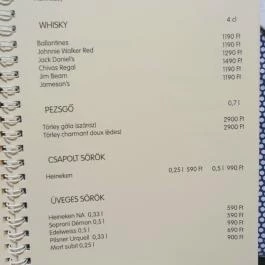 WHISKY 4 cl
Ballantines 1190 Ft
Johnnie Walker Red 1190 Ft
Jack Daniel's 1290 Ft
Chivas Regal 1490 Ft
Jim Beam 1190 Ft
Jameson's 1190 Ft
PEZSGŐ 0,7 l
Törley gála (száraz) 2900 Ft
Törley charmant doux (édes) 2900 Ft
CSAPOLT SÖRÖK
Heineken 0,25 l 590 Ft 0,5 l 990 Ft
ÜVEGES SÖRÖK
Heineken NA 0,33 l 590 Ft
Soproni Démon 0,5 l 590 Ft
Edelweiss 0,5 l 990 Ft
Pilsner Urquell 0,33 l 690 Ft
Mort subit 0,25 l 900 Ft